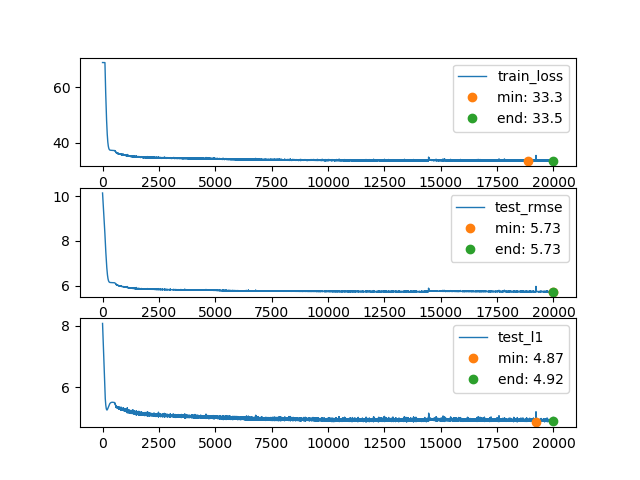 60
40
train_loss
min: 33.3
end: 33.5
0 2500 5000 7500 10000 12500 15000 17500 20000
10
8
6
test_rmse
min: 5.73
end: 5.73
0 2500 5000 7500 10000 12500 15000 17500 20000
8
6
test_l1
min: 4.87
end: 4.92
0 2500 5000 7500 10000 12500 15000 17500 20000